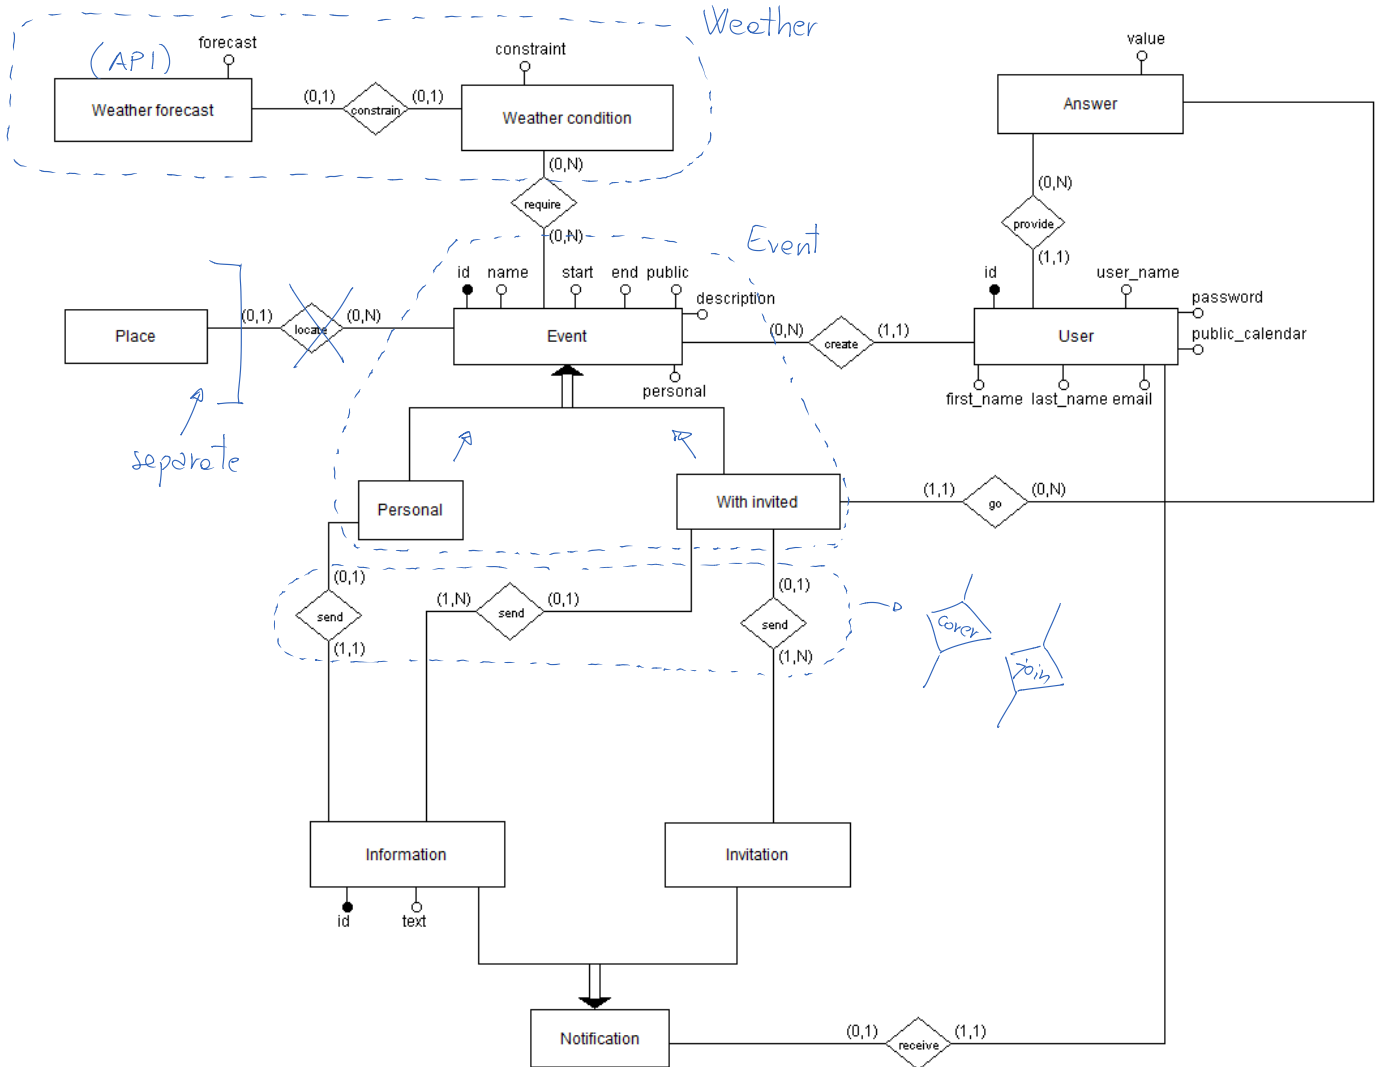 Weather
(API)
forecast
constraint
value
Weather forecast
(0,1)
constrain
(0,1)
Weather condition
Answer
(0,N)
require
(0,N)
(0,N)
provide
(1,1)
Event
id
name
start
end
public
description
id
user_name
password
public_calendar
Place
(0,1)
locate
(0,N)
Event
(0,N)
create
(1,1)
User
personal
first_name
last_name
email
separate
Personal
With invited
(1,1)
go
(0,N)
(0,1)
send
(1,1)
(1,N)
send
(0,1)
(0,1)
send
(1,N)
cover
join
Information
Invitation
id
text
Notification
(0,1)
receive
(1,1)